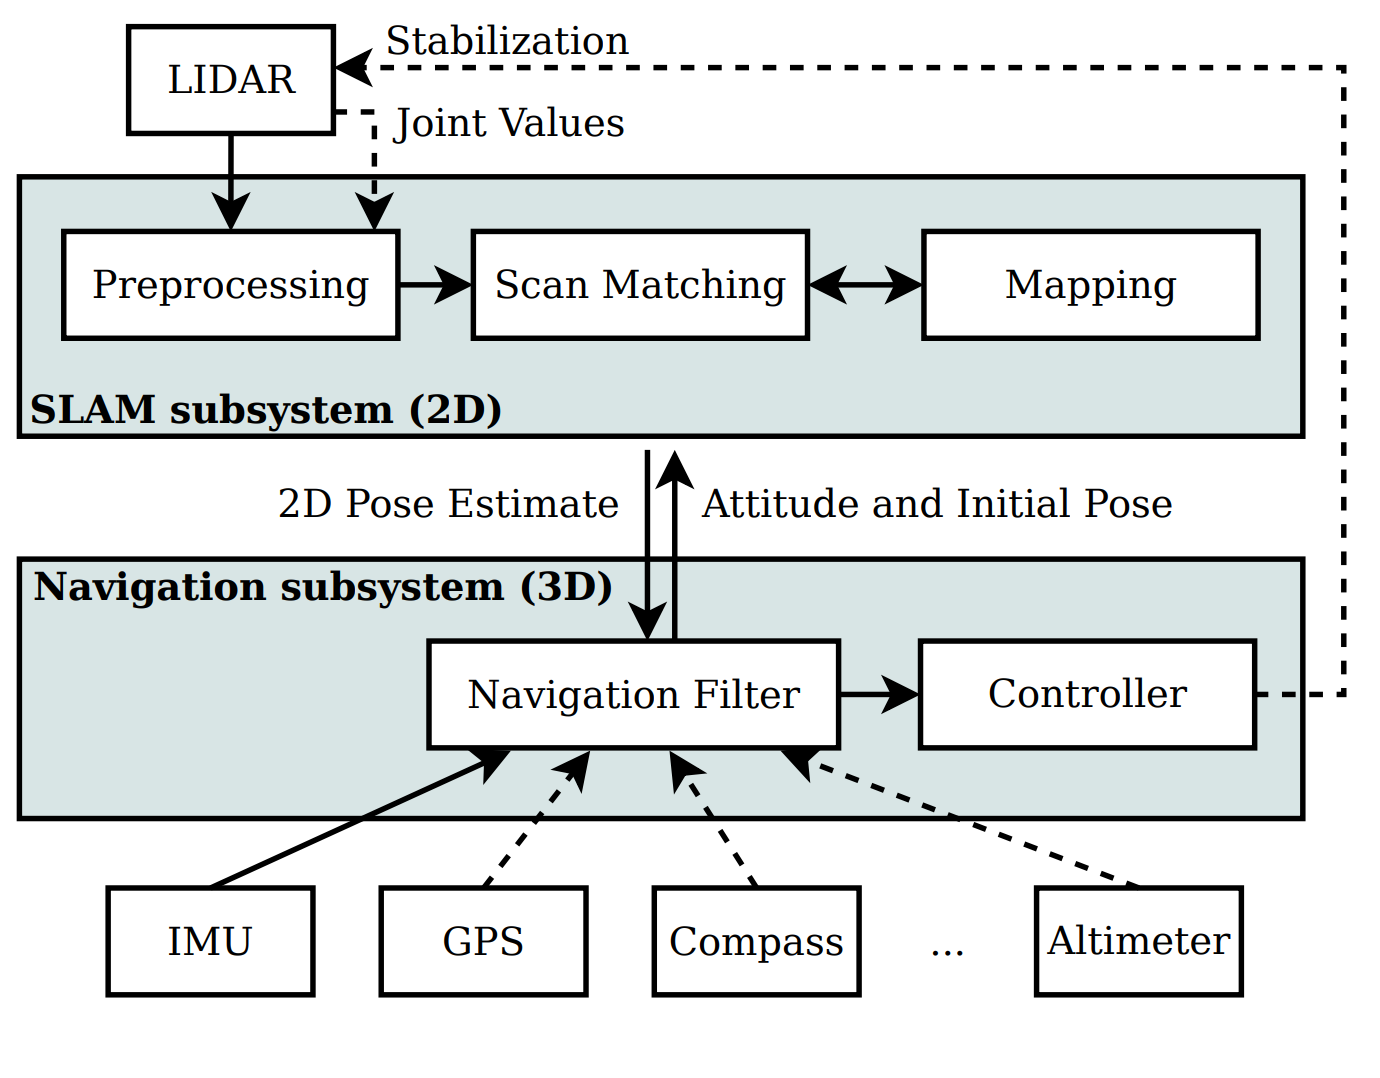 Stabilization
LIDAR
Joint Values
Preprocessing
Scan Matching
Mapping
SLAM subsystem (2D)
2D Pose Estimate
Attitude and Initial Pose
Navigation subsystem (3D)
Navigation Filter
Controller
IMU
GPS
Compass
...
Altimeter